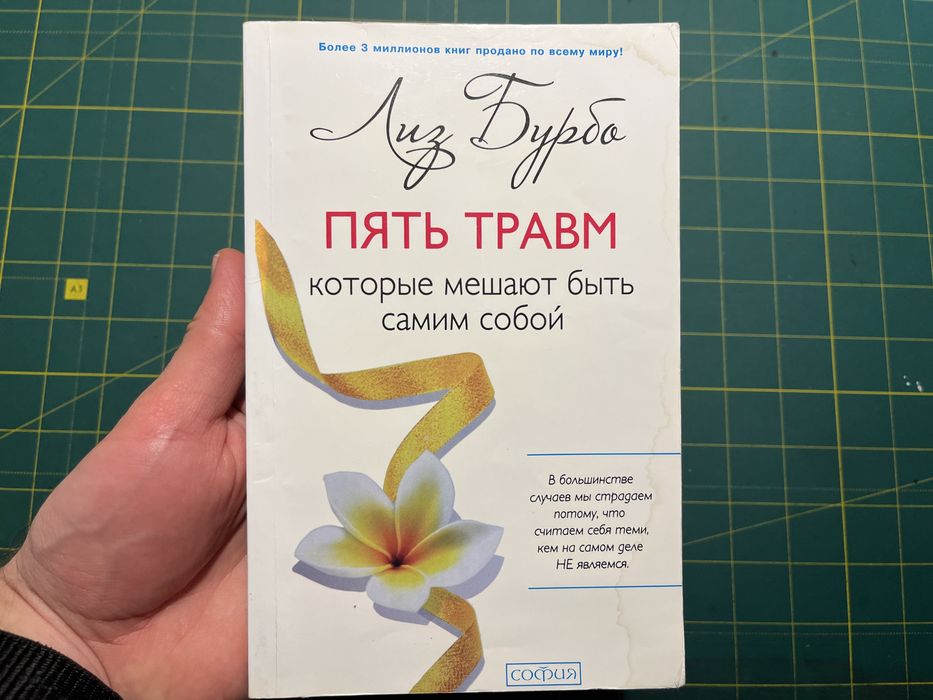 Более 3 миллионов книг продано по всему миру!
Лиз Бурбо
ПЯТЬ ТРАВМ
которые мешают быть
самим собой
A3
В большинстве
случаев мы страдаем
потому, что
считаем себя теми,
кем на самом деле
НЕ являемся.
софия